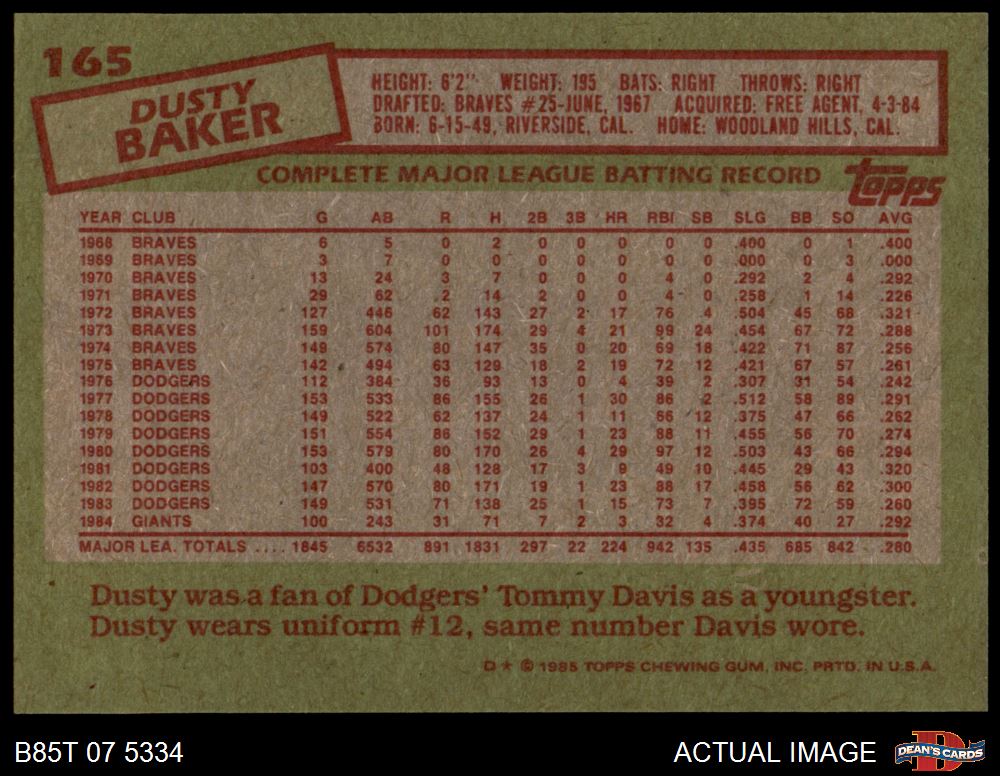 165
DUSTY
BAKER
HEIGHT: 6'2" WEIGHT: 195 BATS: RIGHT THROWS: RIGHT
DRAFTED: BRAVES #25-JUNE, 1967 ACQUIRED: FREE AGENT, 4-3-84
BORN: 6-15-49, RIVERSIDE, CAL. HOME: WOODLAND HILLS, CAL.
COMPLETE MAJOR LEAGUE BATTING RECORD
topps
YEAR CLUB G AB R H 2B 3B HR RBI SB SLG BB SO AVG
1968 BRAVES 6 5 0 2 0 0 0 0 0 .400 0 1 .400
1969 BRAVES 3 7 0 0 0 0 0 0 0 .000 0 3 .000
1970 BRAVES 13 24 3 7 0 0 0 4 0 .292 2 4 .292
1971 BRAVES 29 62 2 14 2 0 0 4 0 .258 1 14 .226
1972 BRAVES 127 446 62 143 27 2 17 76 4 .504 45 68 .321
1973 BRAVES 159 604 101 174 29 4 21 99 24 .454 67 72 .288
1974 BRAVES 149 574 80 147 35 0 20 69 18 .422 71 87 .256
1975 BRAVES 142 494 63 129 18 2 19 72 12 .421 67 57 .261
1976 DODGERS 112 384 36 93 13 0 4 39 2 .307 31 54 .242
1977 DODGERS 153 533 86 155 26 1 30 86 2 .512 58 89 .291
1978 DODGERS 149 522 62 137 24 1 11 66 12 .375 47 66 .262
1979 DODGERS 151 554 86 152 29 1 23 88 11 .455 56 70 .274
1980 DODGERS 153 579 80 170 26 4 29 97 12 .503 43 66 .294
1981 DODGERS 103 400 48 128 17 3 9 49 10 .445 29 43 .320
1982 DODGERS 147 570 80 171 19 1 23 88 17 .458 56 62 .300
1983 DODGERS 149 531 71 138 25 1 15 73 7 .395 72 59 .260
1984 GIANTS 100 243 31 71 7 2 3 32 4 .374 40 27 .292
MAJOR LEA. TOTALS .... 1845 6532 891 1831 297 22 224 942 135 .435 685 842 .280
Dusty was a fan of Dodgers' Tommy Davis as a youngster.
Dusty wears uniform #12, same number Davis wore.
D ★ © 1985 TOPPS CHEWING GUM, INC. PRTD. IN U.S.A.
B85T 07 5334
ACTUAL IMAGE
DEAN'S CARDS